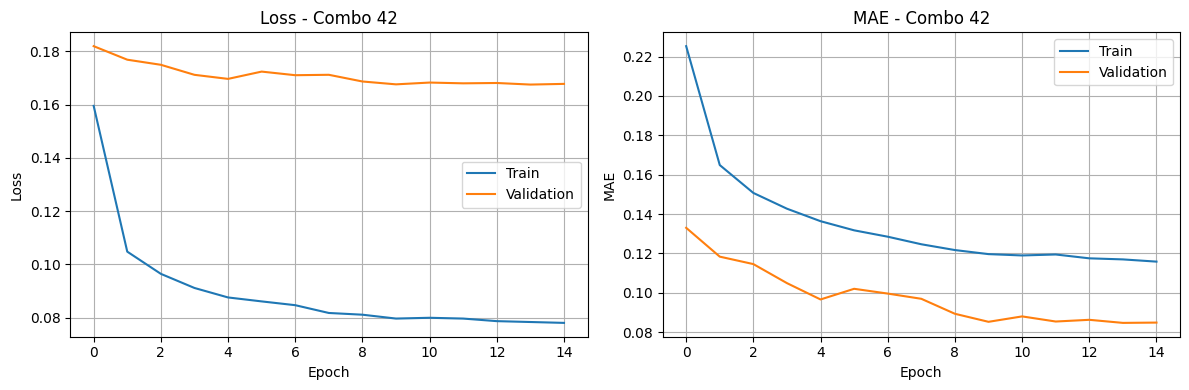 Loss - Combo 42
Loss
0.18
0.16
0.14
0.12
0.10
0.08
Train
Validation
0 2 4 6 8 10 12 14
Epoch
MAE - Combo 42
MAE
0.22
0.20
0.18
0.16
0.14
0.12
0.10
0.08
Train
Validation
0 2 4 6 8 10 12 14
Epoch